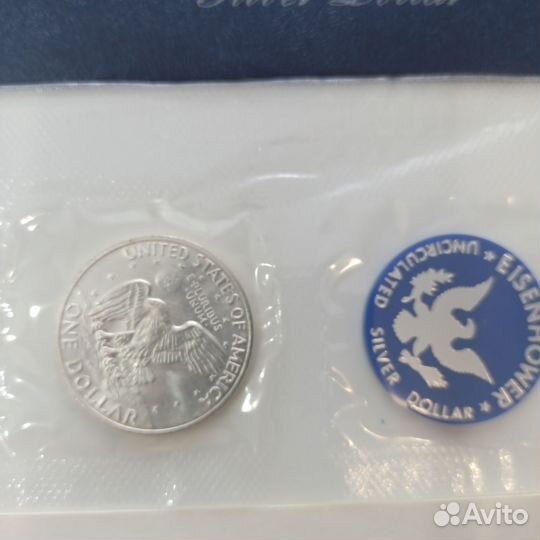 Silver Dollar
UNITED STATES OF AMERICA
E PLURIBUS
UNUM
ONE DOLLAR
EISENHOWER
UNCIRCULATED SILVER
DOLLAR
Avito